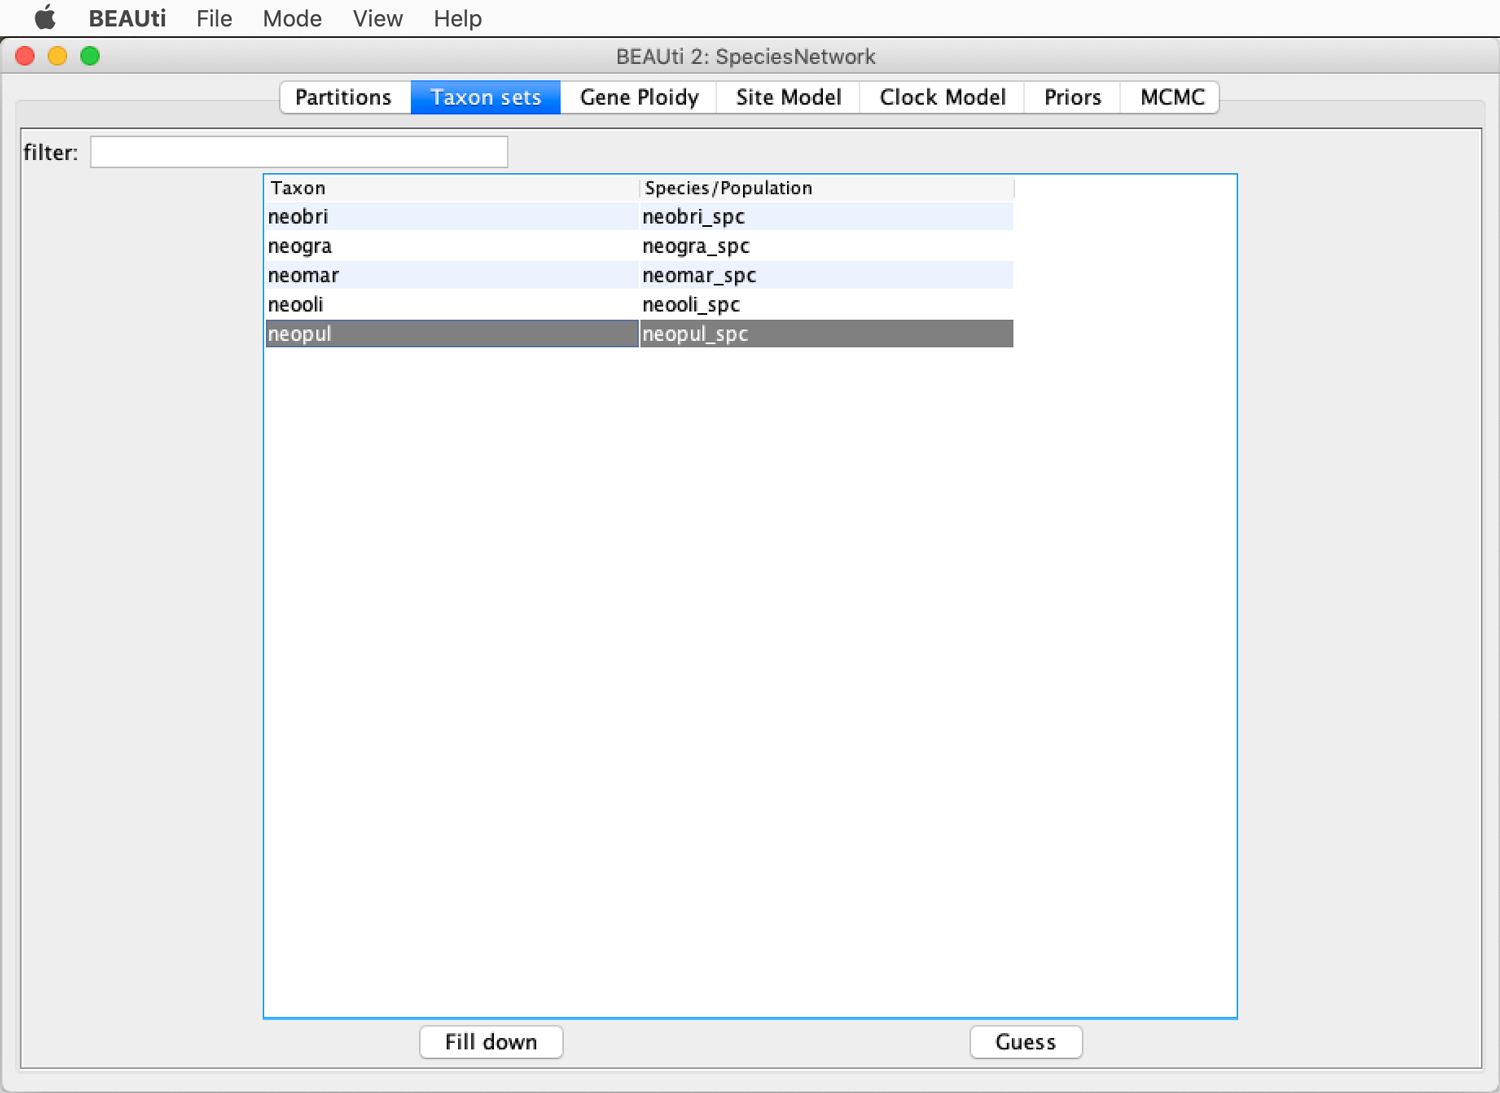 BEAUti File Mode View Help
BEAUti 2: SpeciesNetwork
Partitions Taxon sets Gene Ploidy Site Model Clock Model Priors MCMC
filter:
Taxon Species/Population
neobri neobri_spc
neogra neogra_spc
neomar neomar_spc
neooli neooli_spc
neopul neopul_spc
Fill down Guess